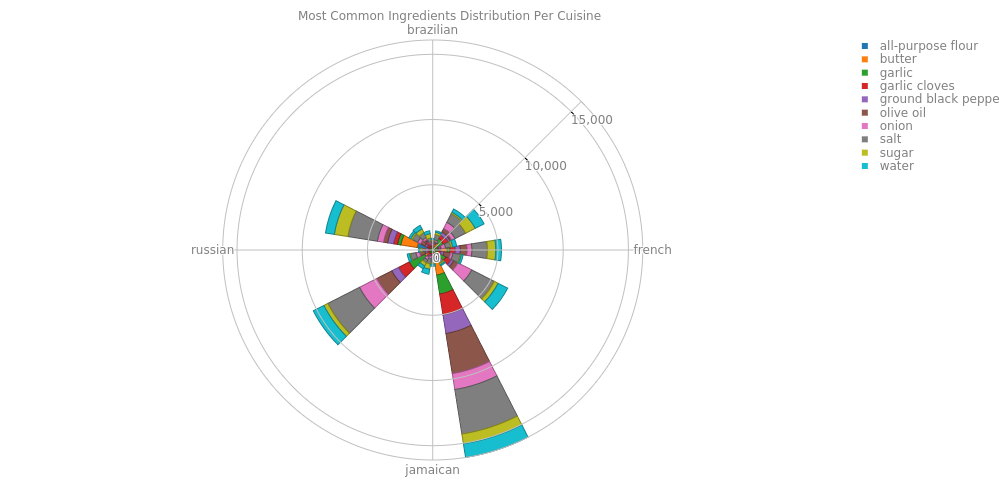 Most Common Ingredients Distribution Per Cuisine
brazilian
all-purpose flour
butter
garlic
garlic cloves
ground black peppe
olive oil
onion
salt
sugar
water
15,000
10,000
5,000
0
russian
french
jamaican